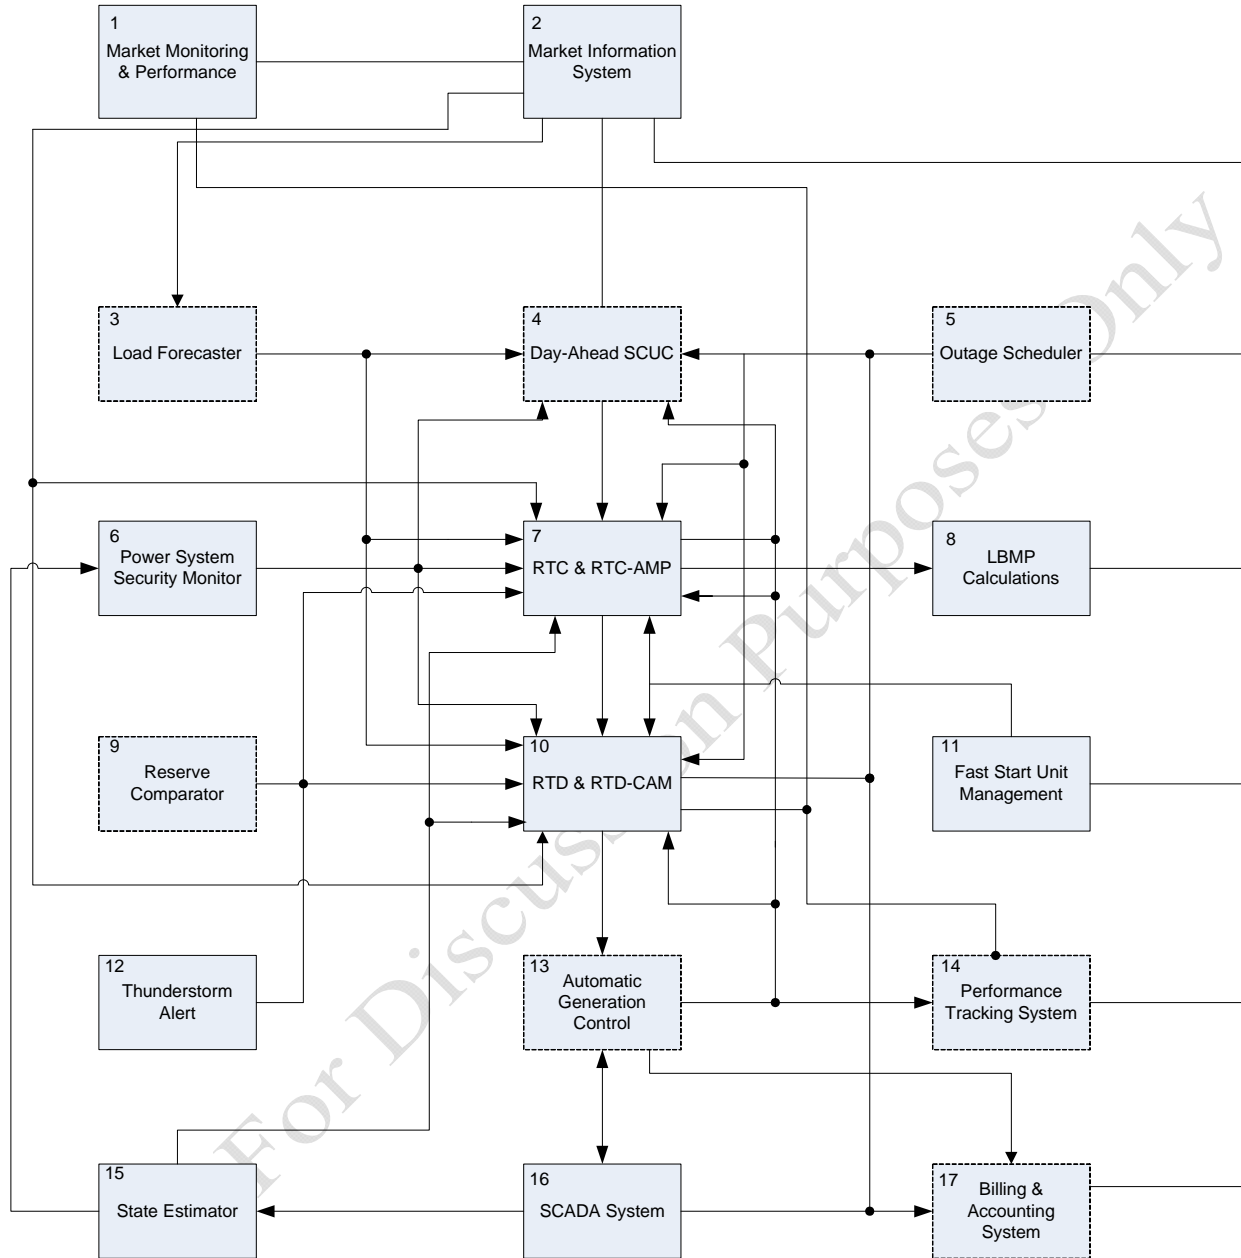 1
Market Monitoring
& Performance
2
Market Information
System
3
Load Forecaster
4
Day-Ahead SCUC
5
Outage Scheduler
6
Power System
Security Monitor
7
RTC & RTC-AMP
8
LBMP
Calculations
9
Reserve
Comparator
10
RTD & RTD-CAM
11
Fast Start Unit
Management
12
Thunderstorm
Alert
13
Automatic
Generation
Control
14
Performance
Tracking System
15
State Estimator
16
SCADA System
17
Billing &
Accounting
System
For Discussion Purposes Only